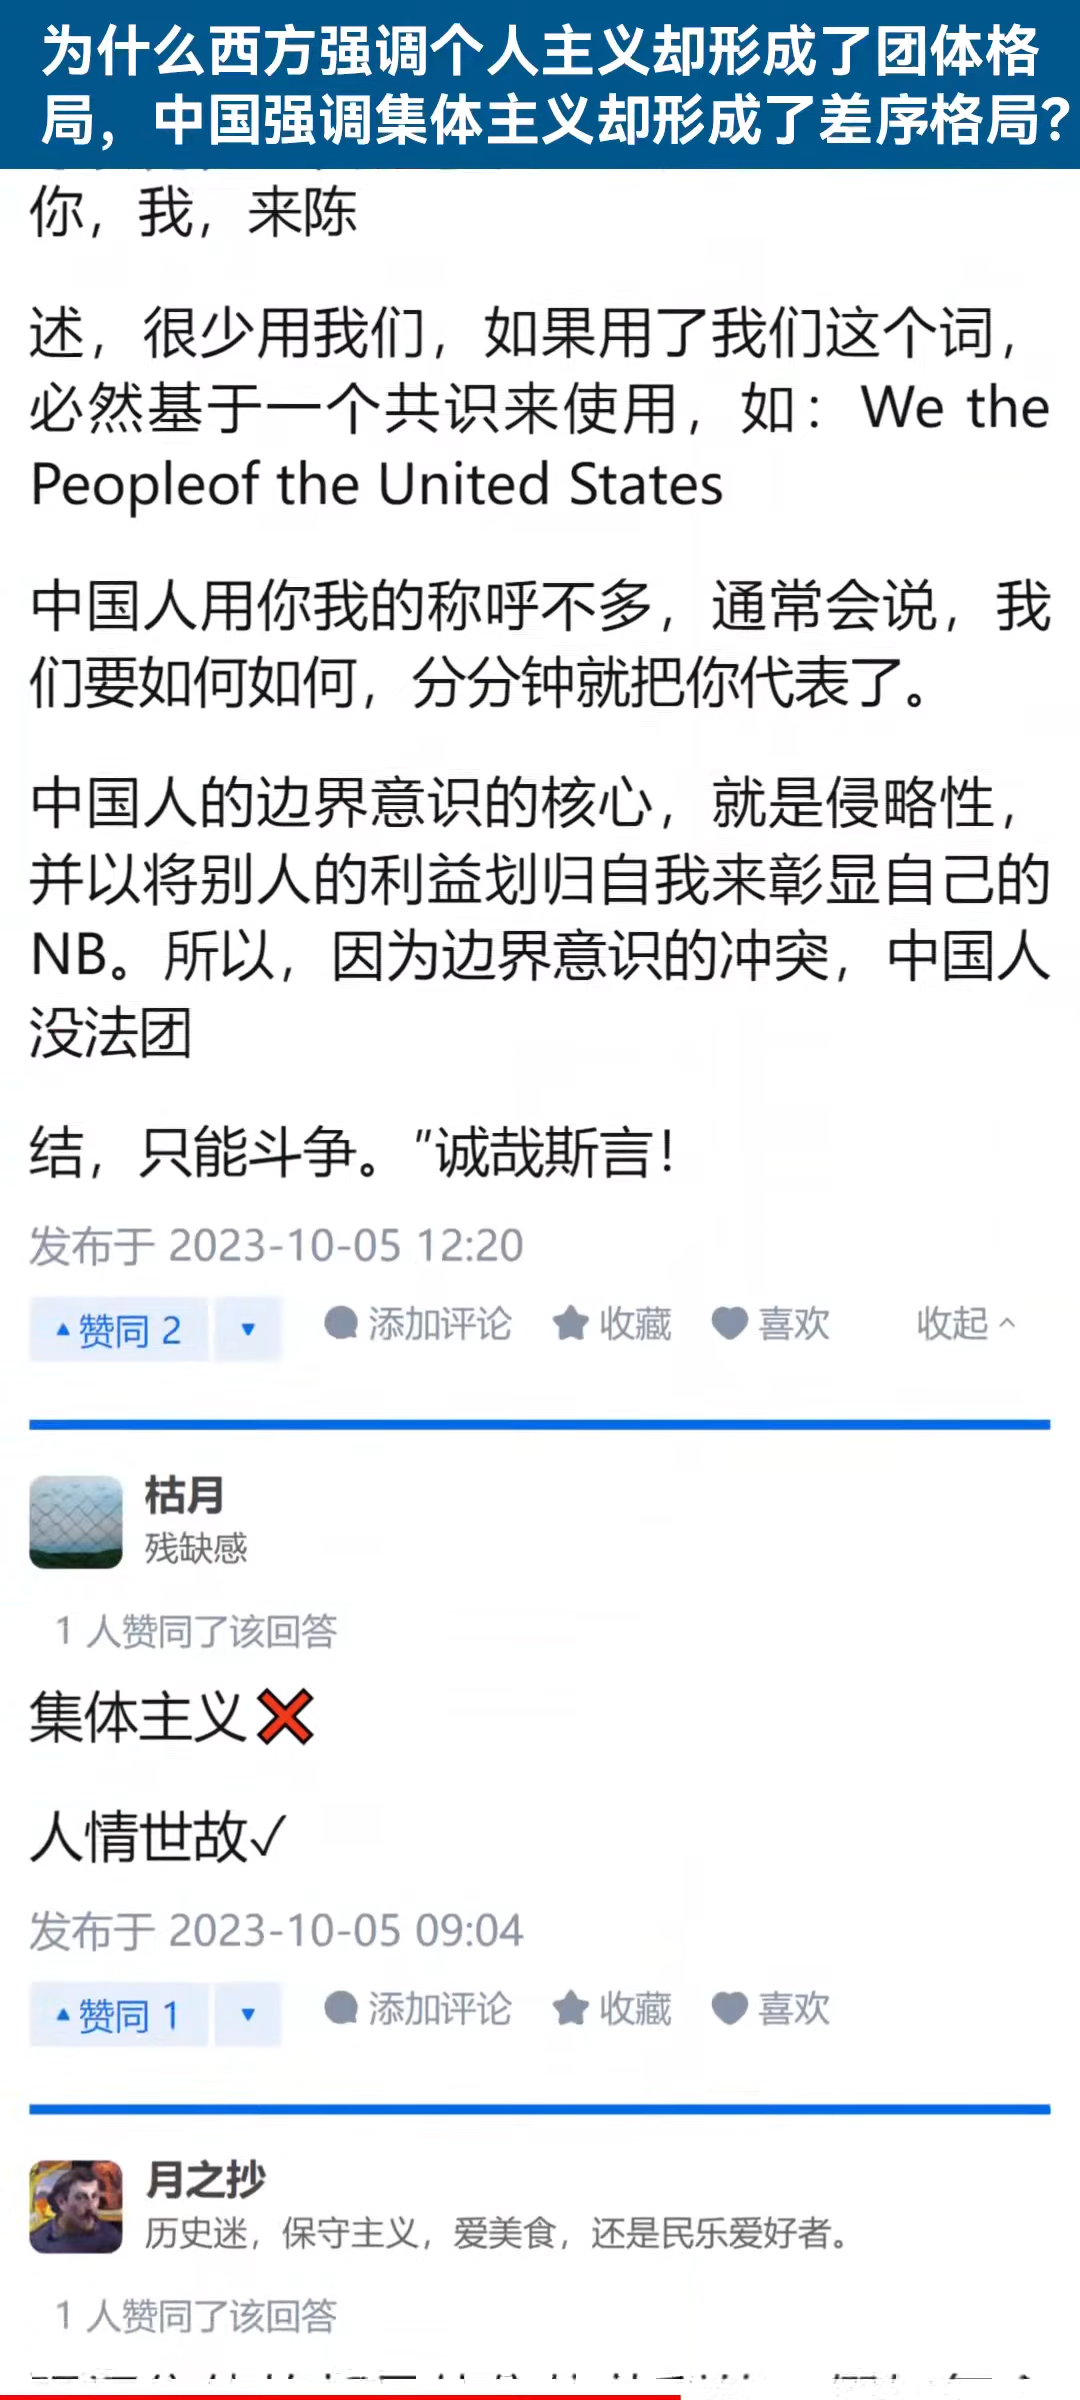 为什么西方强调个人主义却形成了团体格
局，中国强调集体主义却形成了差序格局？
你，我，来陈
述，很少用我们，如果用了我们这个词，
必然基于一个共识来使用，如：We the
Peopleof the United States
中国人用你我的称呼不多，通常会说，我
们要如何如何，分分钟就把你代表了。
中国人的边界意识的核心，就是侵略性，
并以将别人的利益划归自我来彰显自己的
NB。所以，因为边界意识的冲突，中国人
没法团
结，只能斗争。”诚哉斯言！
发布于 2023-10-05 12:20
赞同 2 添加评论 收藏 喜欢 收起
枯月
残缺感
1 人赞同了该回答
集体主义❌
人情世故✓
发布于 2023-10-05 09:04
赞同 1 添加评论 收藏 喜欢
月之抄
历史迷，保守主义，爱美食，还是民乐爱好者。
1 人赞同了该回答